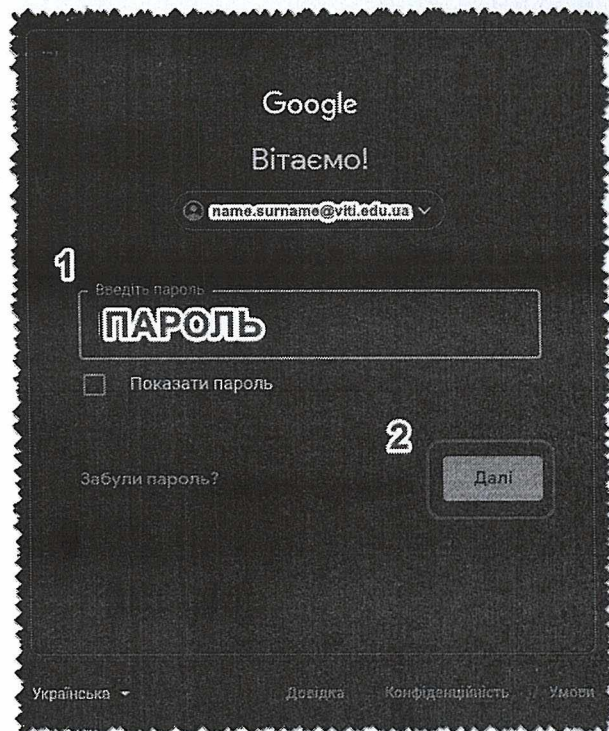 Google
Вітаємо!
name.surname@viti.edu.ua
1
Введіть пароль
ПАРОЛЬ
Показати пароль
2
Забули пароль?
Далі
Українська
Довідка Конфіденційність Умови